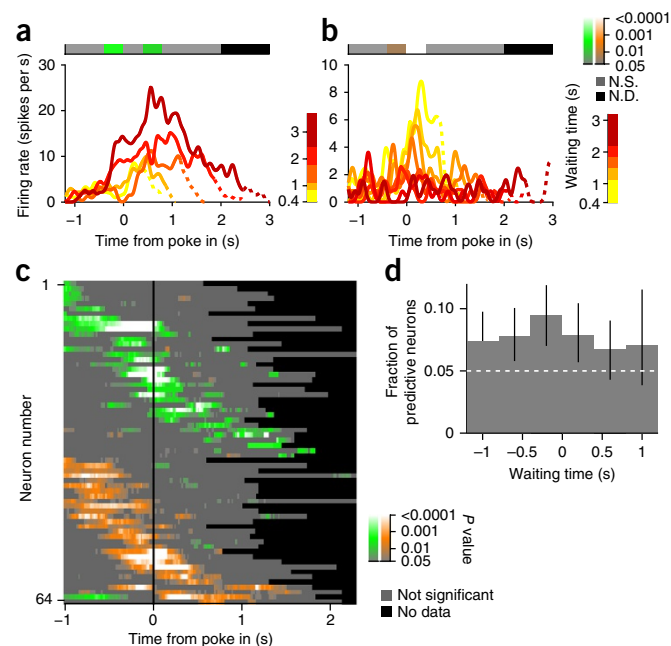 a
b
<0.0001
0.001
0.01
0.05
N.S.
N.D.
30
20
10
0
Firing rate (spikes per s)
−1 0 1 2 3
Time from poke in (s)
3
2
1
0.4
10
8
6
4
2
0
−1 0 1 2 3
Time from poke in (s)
Waiting time (s)
3
2
1
0.4
c
1
64
Neuron number
−1 0 1 2
Time from poke in (s)
<0.0001
0.001
0.01
0.05
P value
Not significant
No data
d
0.10
0.05
0
Fraction of
predictive neurons
−1 −0.5 0 0.5 1
Waiting time (s)